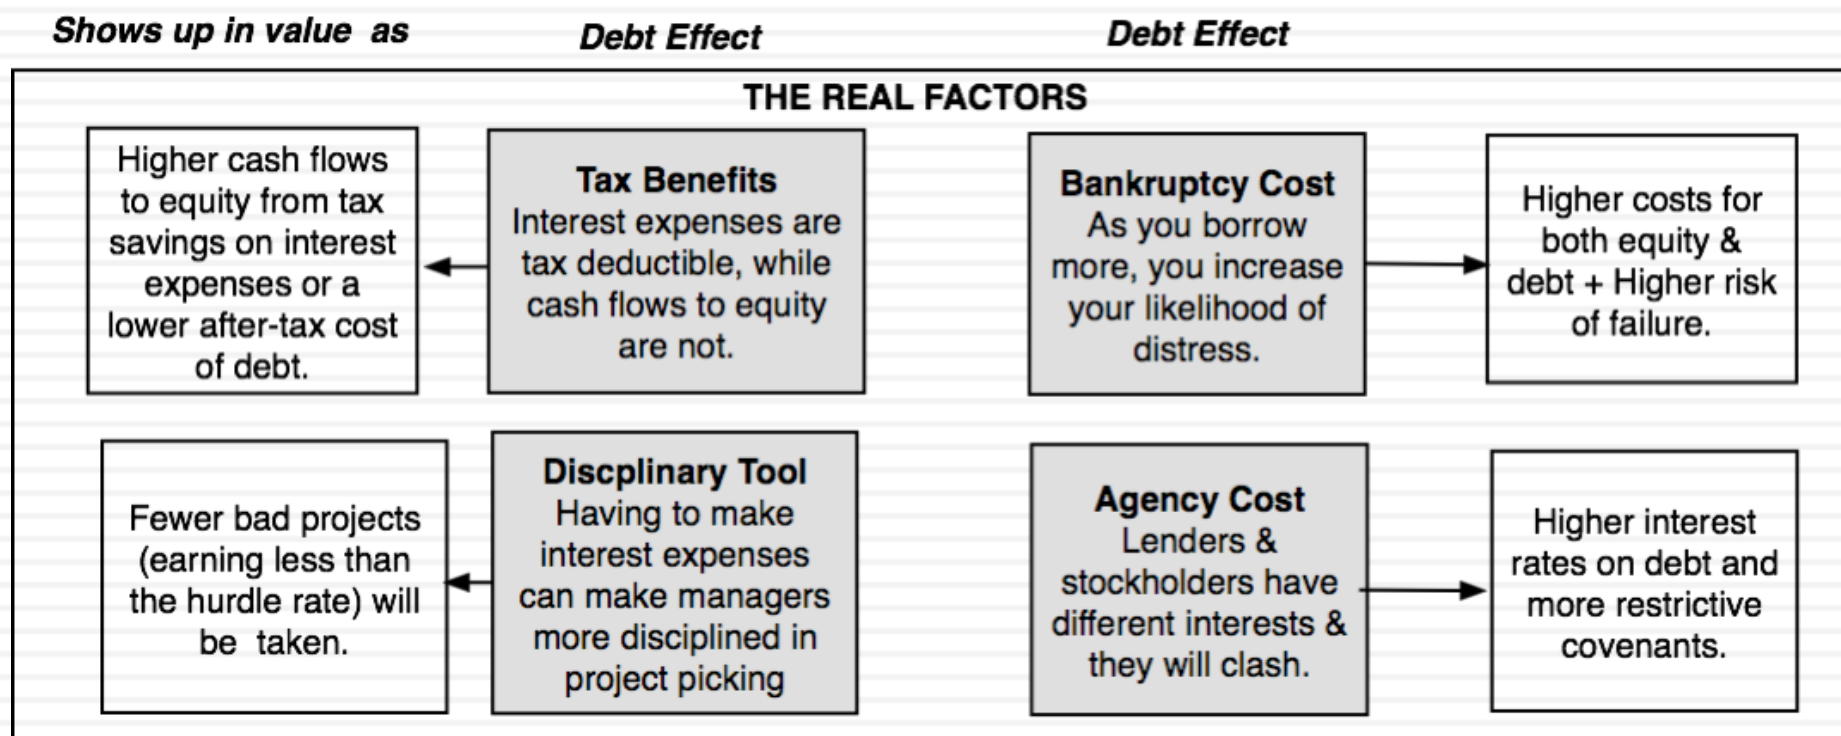 Shows up in value as
Debt Effect
Debt Effect
THE REAL FACTORS
Higher cash flows
to equity from tax
savings on interest
expenses or a
lower after-tax cost
of debt.
Tax Benefits
Interest expenses are
tax deductible, while
cash flows to equity
are not.
Bankruptcy Cost
As you borrow
more, you increase
your likelihood of
distress.
Higher costs for
both equity &
debt + Higher risk
of failure.
Fewer bad projects
(earning less than
the hurdle rate) will
be taken.
Discplinary Tool
Having to make
interest expenses
can make managers
more disciplined in
project picking
Agency Cost
Lenders &
stockholders have
different interests &
they will clash.
Higher interest
rates on debt and
more restrictive
covenants.